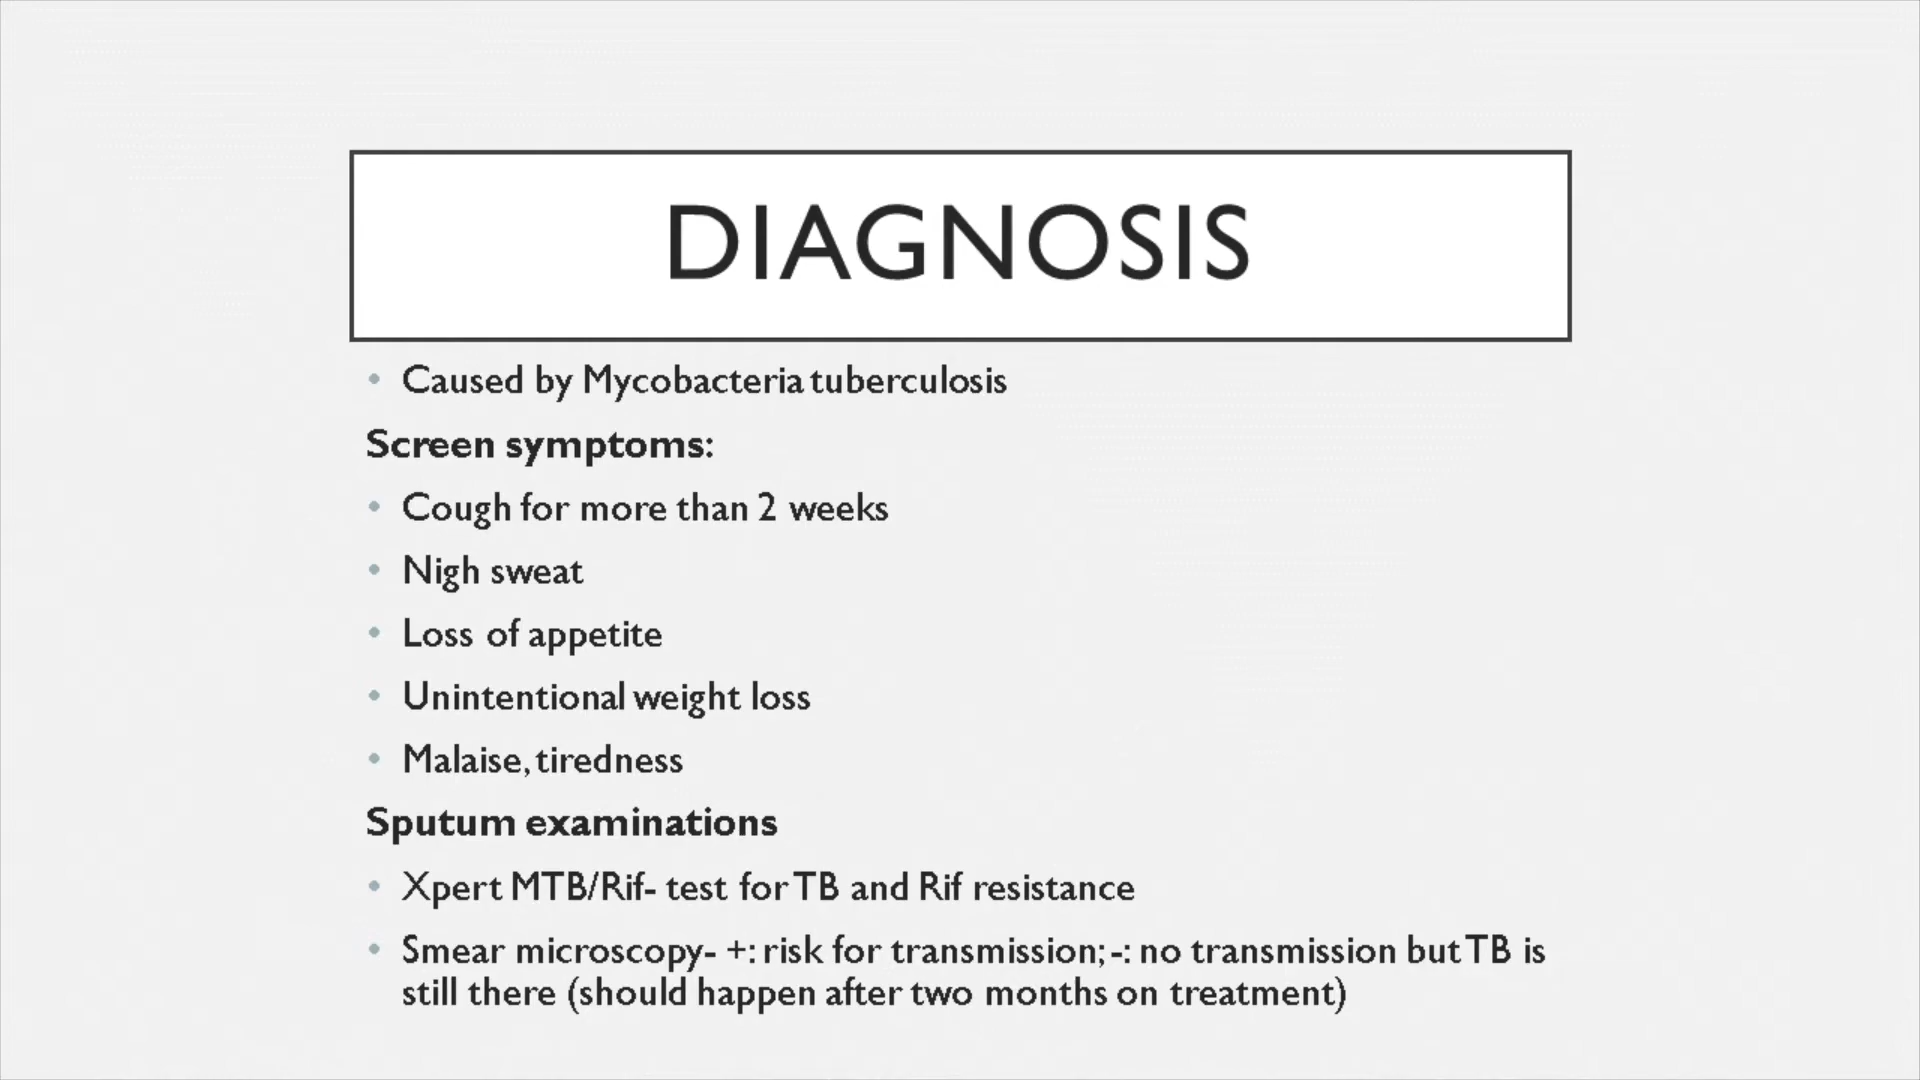 DIAGNOSIS
• Caused by Mycobacteria tuberculosis
Screen symptoms:
• Cough for more than 2 weeks
• Nigh sweat
• Loss of appetite
• Unintentional weight loss
• Malaise, tiredness
Sputum examinations
• Xpert MTB/Rif- test for TB and Rif resistance
• Smear microscopy- +: risk for transmission; -: no transmission but TB is
still there (should happen after two months on treatment)